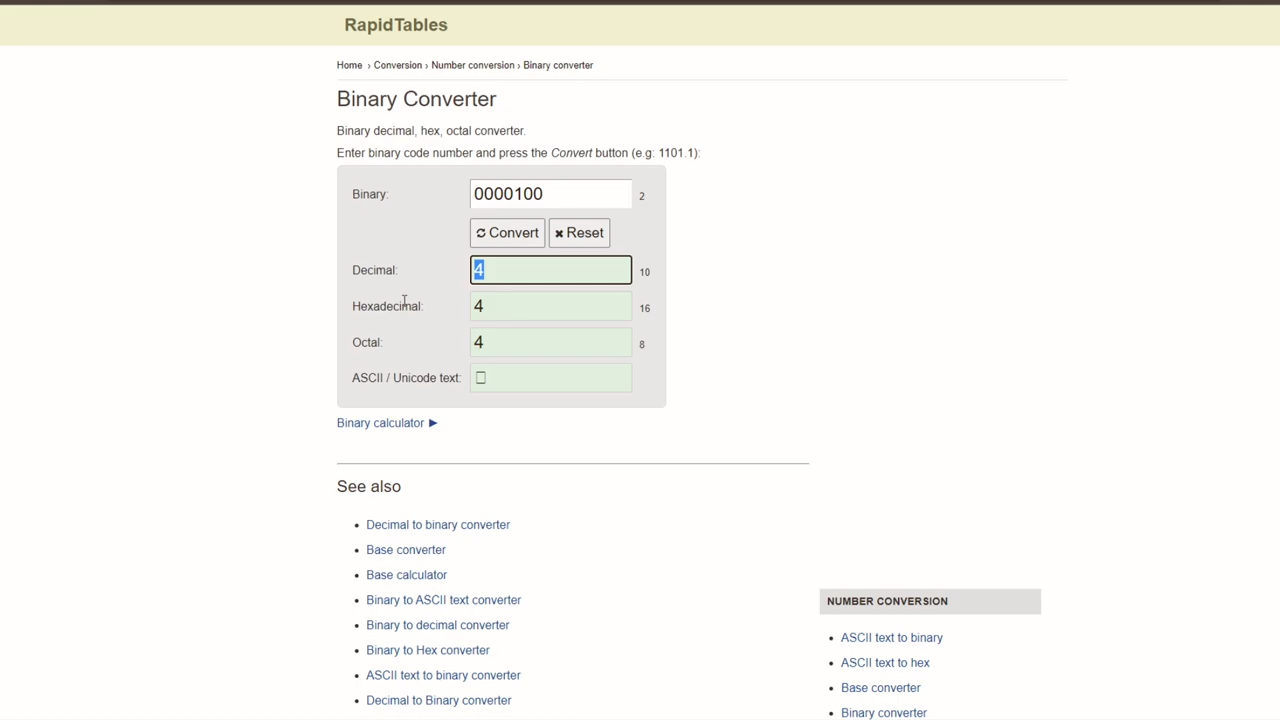 RapidTables
Home › Conversion › Number conversion › Binary converter
Binary Converter
Binary decimal, hex, octal converter.
Enter binary code number and press the Convert button (e.g: 1101.1):
Binary: 0000100 2
Convert Reset
Decimal: 4 10
Hexadecimal: 4 16
Octal: 4 8
ASCII / Unicode text:
Binary calculator ►
See also
Decimal to binary converter
Base converter
Base calculator
Binary to ASCII text converter
Binary to decimal converter
Binary to Hex converter
ASCII text to binary converter
Decimal to Binary converter
NUMBER CONVERSION
ASCII text to binary
ASCII text to hex
Base converter
Binary converter